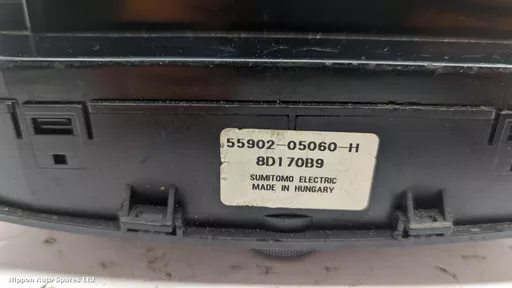 55902-05060-H
8D170B9
SUMITOMO ELECTRIC
MADE IN HUNGARY
Nippon Auto Spares Ltd